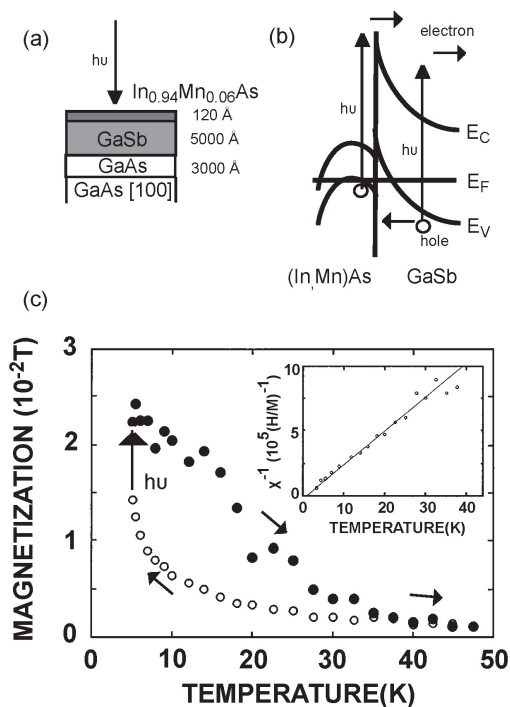 (a)
hυ
In0.94Mn0.06As
120 Å
GaSb
5000 Å
GaAs
3000 Å
GaAs [100]
(b)
electron
hυ
hυ
EC
EF
EV
hole
(In,Mn)As GaSb
(c)
MAGNETIZATION (10-2T)
3
2
1
0
hυ
0 10 20 30 40 50
TEMPERATURE(K)
χ-1 (105(H/M)-1)
10
5
0
0 10 20 30 40
TEMPERATURE(K)